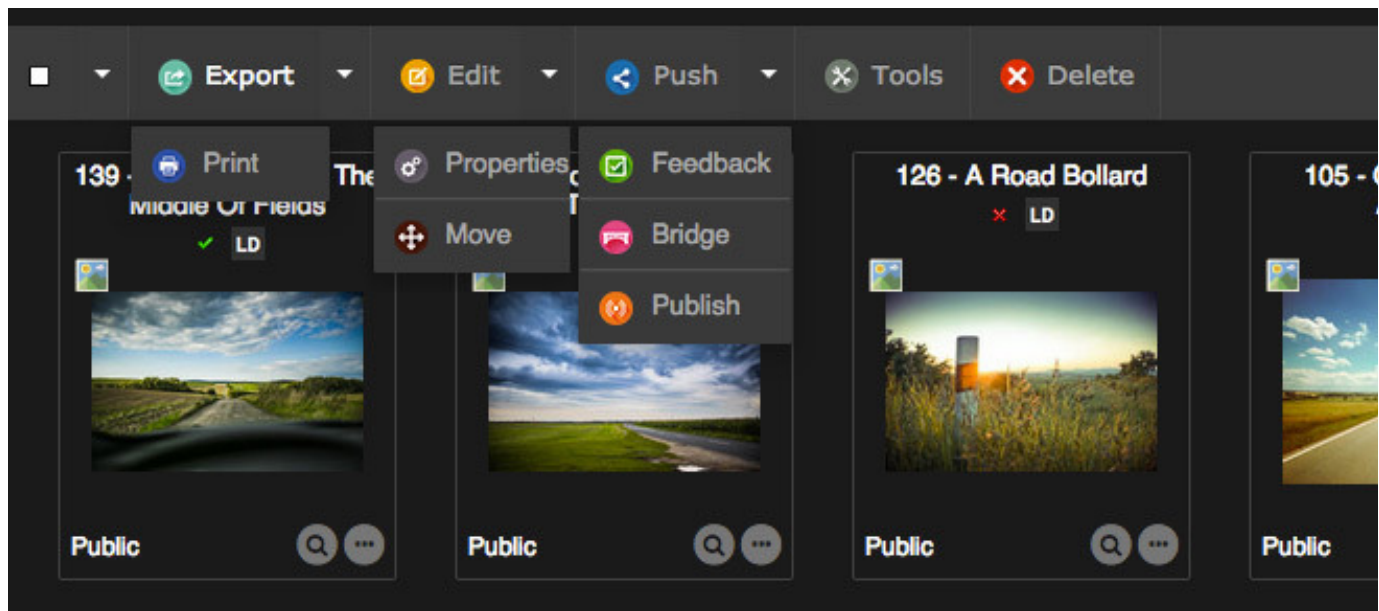 Export
Edit
Push
Tools
Delete
Print
Properties
Move
Feedback
Bridge
Publish
139 - The
Middle Of Fields
LD
126 - A Road Bollard
LD
105 -
Public
Public
Public
Public